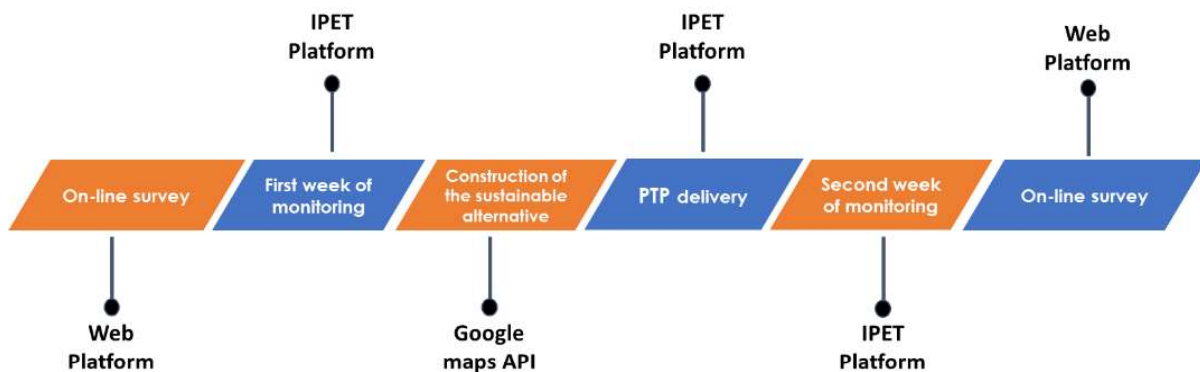 IPET
Platform
IPET
Platform
Web
Platform
On-line survey
First week of
monitoring
Construction of
the sustainable
alternative
PTP delivery
Second week
of monitoring
On-line survey
Web
Platform
Google
maps API
IPET
Platform